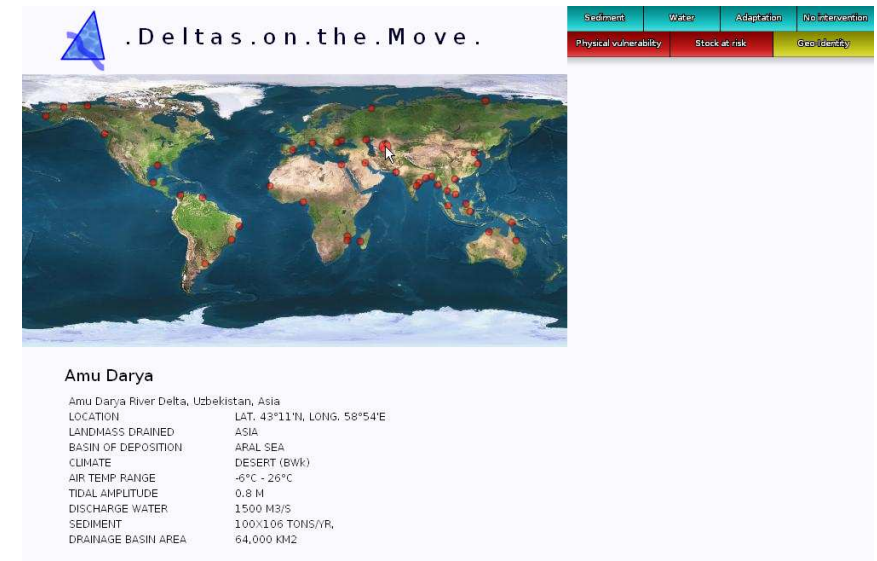 .Deltas.on.the.Move.
Sediment Water Adaptation No intervention
Physical vulnerability Stock at risk Geo Identity
Amu Darya
Amu Darya River Delta, Uzbekistan, Asia
LOCATION LAT. 43°11'N, LONG. 58°54'E
LANDMASS DRAINED ASIA
BASIN OF DEPOSITION ARAL SEA
CLIMATE DESERT (BWk)
AIR TEMP RANGE -6°C - 26°C
TIDAL AMPLITUDE 0.8 M
DISCHARGE WATER 1500 M3/S
SEDIMENT 100X106 TONS/YR,
DRAINAGE BASIN AREA 64,000 KM2